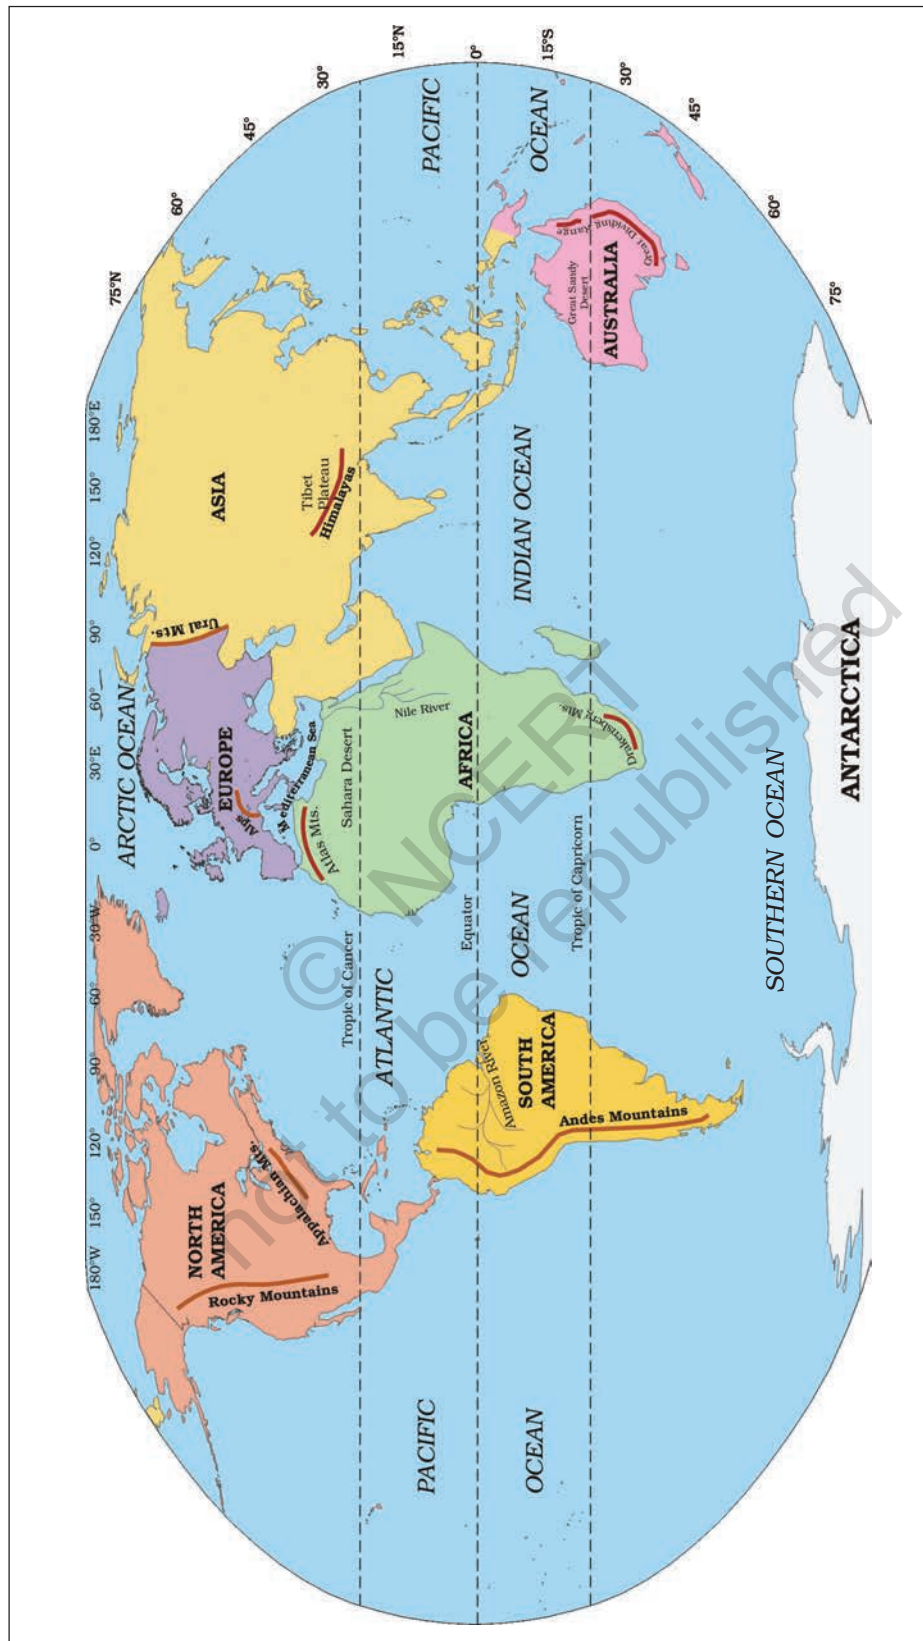 75°N
60°
45°
30°
15°N
0°
15°S
30°
45°
60°
75°
180°W
150°
120°
90°
60°
30°W
0°
30°E
60°
90°
120°
150°
180°E
ARCTIC OCEAN
NORTH
AMERICA
Rocky Mountains
Appalachian Mts.
EUROPE
Alps
Mediterranean Sea
Ural Mts.
ASIA
Tibet
Plateau
Himalayas
Atlas Mts.
Sahara Desert
Nile River
AFRICA
Drakensberg Mts.
Tropic of Cancer
Equator
Tropic of Capricorn
ATLANTIC
OCEAN
PACIFIC
OCEAN
PACIFIC
OCEAN
INDIAN OCEAN
SOUTH
AMERICA
Amazon River
Andes Mountains
Great Sandy
Desert
AUSTRALIA
Great Dividing Range
SOUTHERN OCEAN
ANTARCTICA
© NCERT
not to be republished